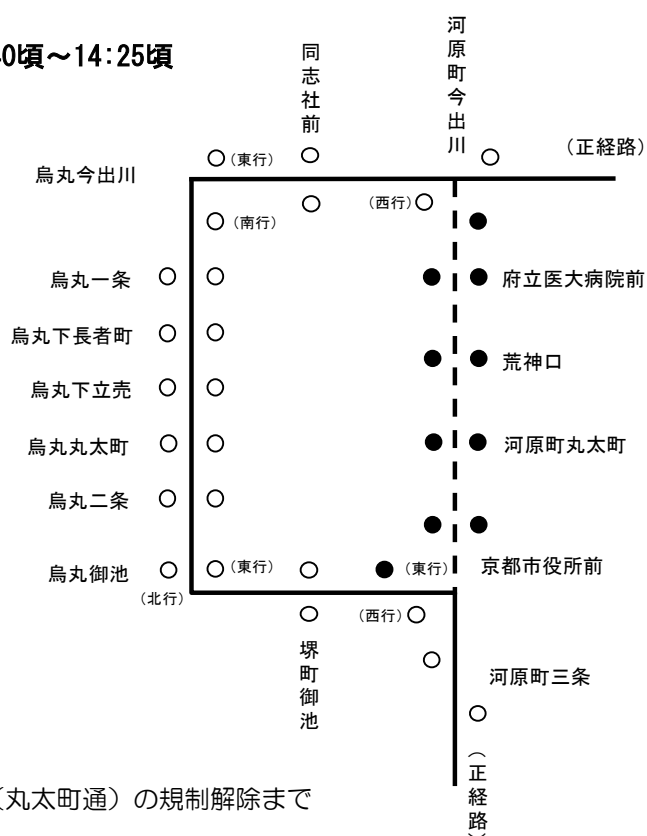 0頃～14:25頃
同志社前
河原町今出川
（正経路）
（東行）
烏丸今出川
（西行）
（南行）
烏丸一条
府立医大病院前
烏丸下長者町
荒神口
烏丸下立売
烏丸丸太町
河原町丸太町
烏丸二条
烏丸御池
（東行）
（東行）
京都市役所前
（北行）
（西行）
堺町御池
河原町三条
（正経路）
（丸太町通）の規制解除まで